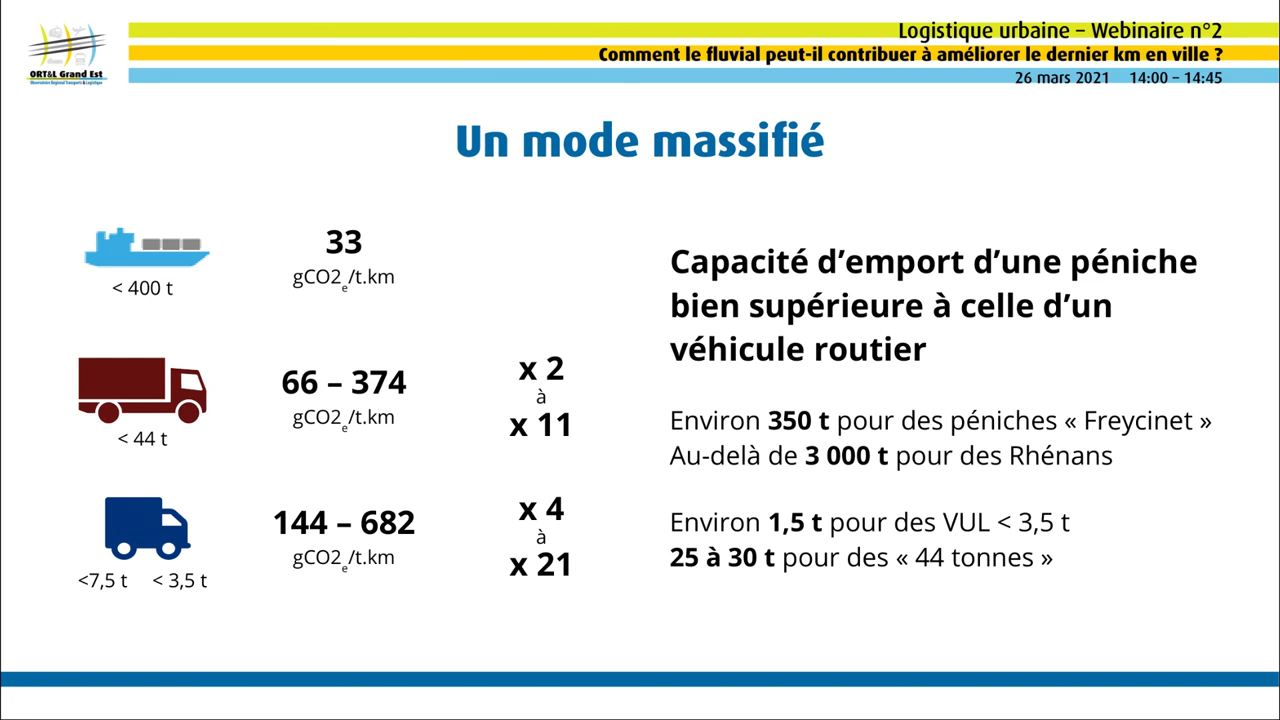 ORT&L Grand Est
Observatoire Régional Transports & Logistique
Logistique urbaine – Webinaire n°2
Comment le fluvial peut-il contribuer à améliorer le dernier km en ville ?
26 mars 2021 14:00 – 14:45
Un mode massifié
33
gCO2e/t.km
< 400 t
66 – 374
gCO2e/t.km
x 2
à
x 11
< 44 t
144 – 682
gCO2e/t.km
x 4
à
x 21
<7,5 t < 3,5 t
Capacité d’emport d’une péniche
bien supérieure à celle d’un
véhicule routier
Environ 350 t pour des péniches « Freycinet »
Au-delà de 3 000 t pour des Rhénans
Environ 1,5 t pour des VUL < 3,5 t
25 à 30 t pour des « 44 tonnes »